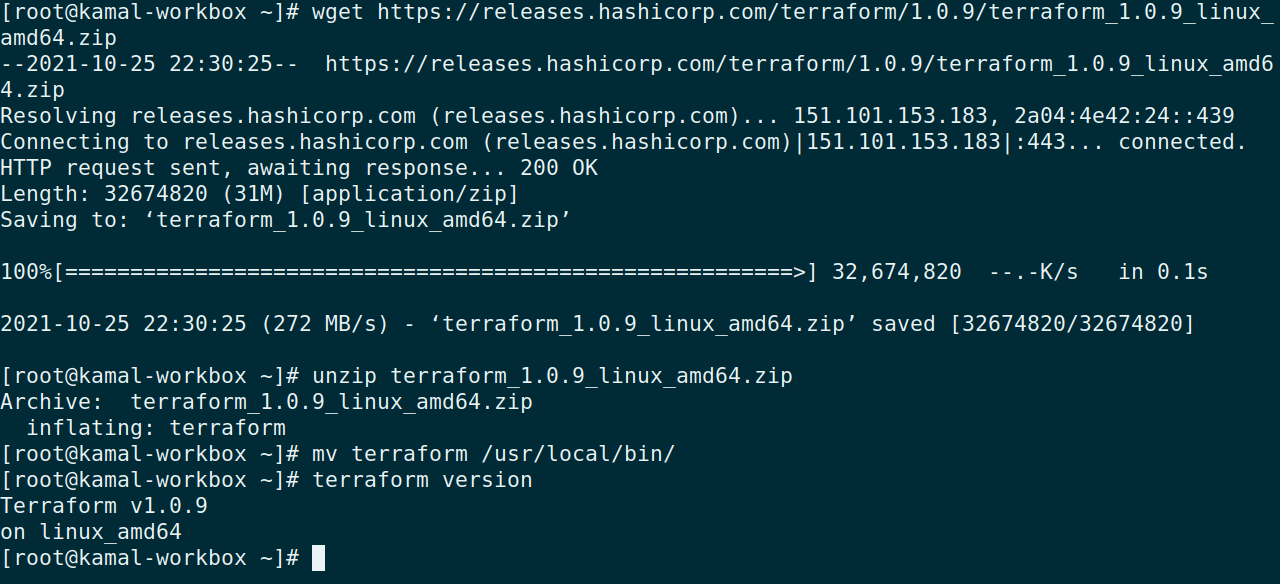 [root@kamal-workbox ~]# wget https://releases.hashicorp.com/terraform/1.0.9/terraform_1.0.9_linux_
amd64.zip
--2021-10-25 22:30:25--  https://releases.hashicorp.com/terraform/1.0.9/terraform_1.0.9_linux_amd6
4.zip
Resolving releases.hashicorp.com (releases.hashicorp.com)... 151.101.153.183, 2a04:4e42:24::439
Connecting to releases.hashicorp.com (releases.hashicorp.com)|151.101.153.183|:443... connected.
HTTP request sent, awaiting response... 200 OK
Length: 32674820 (31M) [application/zip]
Saving to: ‘terraform_1.0.9_linux_amd64.zip’
100%[========================================================>] 32,674,820  --.-K/s   in 0.1s
2021-10-25 22:30:25 (272 MB/s) - ‘terraform_1.0.9_linux_amd64.zip’ saved [32674820/32674820]
[root@kamal-workbox ~]# unzip terraform_1.0.9_linux_amd64.zip
Archive:  terraform_1.0.9_linux_amd64.zip
  inflating: terraform
[root@kamal-workbox ~]# mv terraform /usr/local/bin/
[root@kamal-workbox ~]# terraform version
Terraform v1.0.9
on linux_amd64
[root@kamal-workbox ~]#